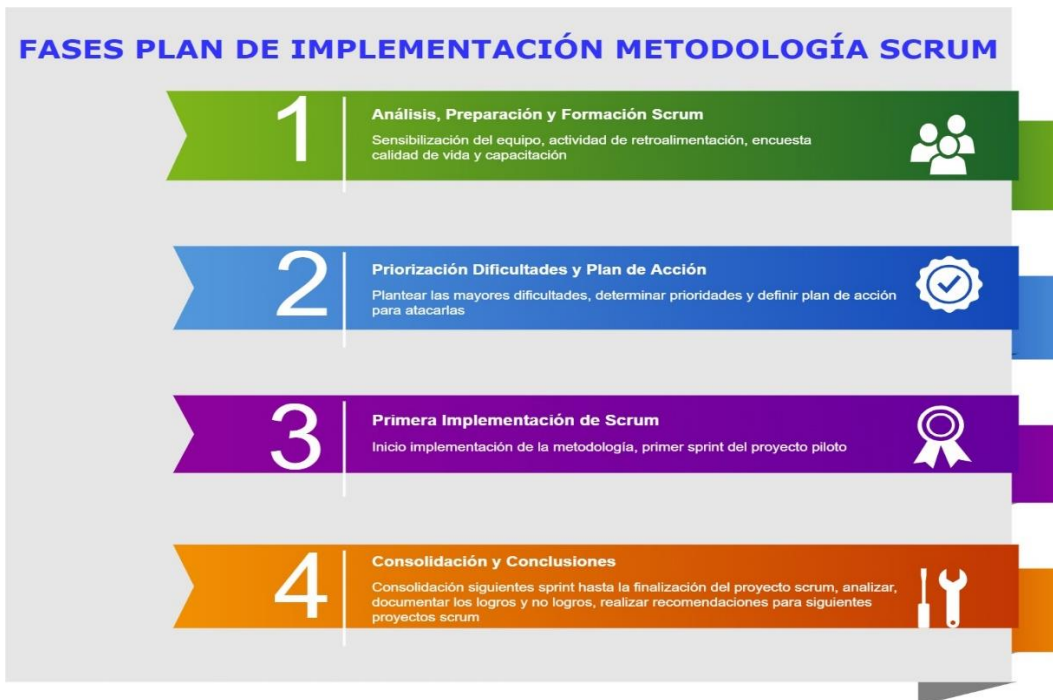 FASES PLAN DE IMPLEMENTACIÓN METODOLOGÍA SCRUM
1
Análisis, Preparación y Formación Scrum
Sensibilización del equipo, actividad de retroalimentación, encuesta
calidad de vida y capacitación
2
Priorización Dificultades y Plan de Acción
Plantear las mayores dificultades, determinar prioridades y definir plan de acción
para atacarlas
3
Primera Implementación de Scrum
Inicio implementación de la metodología, primer sprint del proyecto piloto
4
Consolidación y Conclusiones
Consolidación siguientes sprint hasta la finalización del proyecto scrum, analizar,
documentar los logros y no logros, realizar recomendaciones para siguientes
proyectos scrum